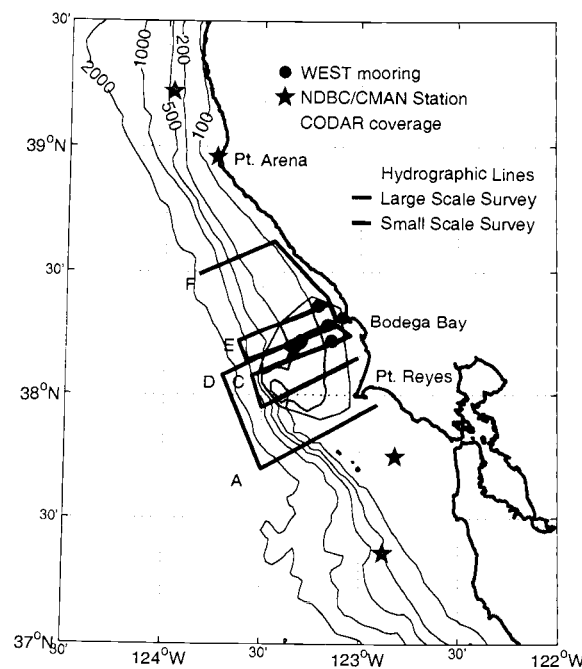 30'
2000
1000
-200
500
100
WEST mooring
NDBC/CMAN Station
CODAR coverage
39°N
Pt. Arena
Hydrographic Lines
Large Scale Survey
Small Scale Survey
F
30'
E
Bodega Bay
D
C
Pt. Reyes
38°N
A
30'
37°N
30'
124°W
30'
123°W
30'
122°W